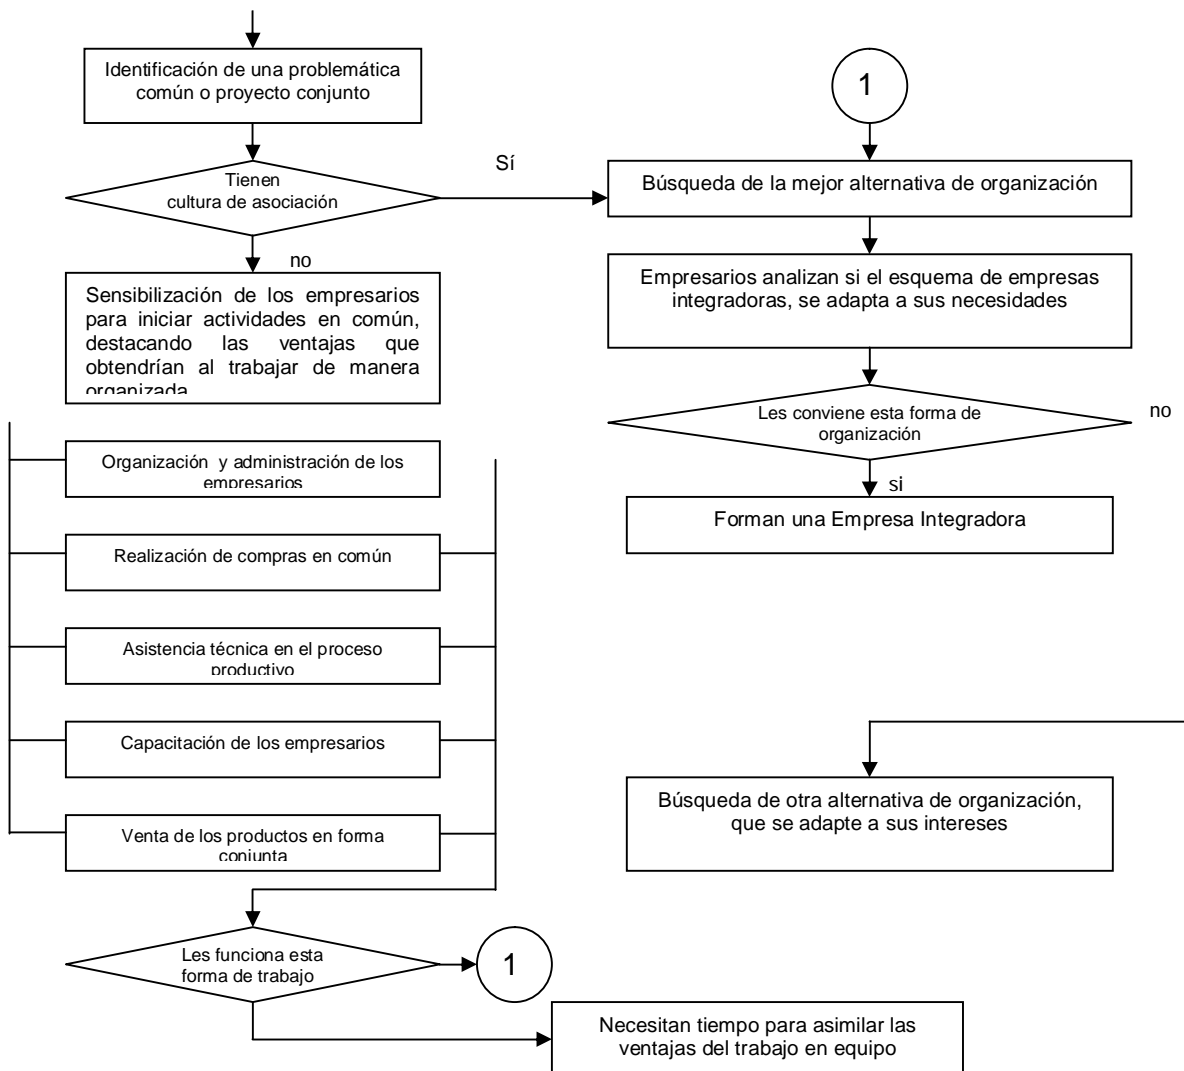 Identificación de una problemática
común o proyecto conjunto
Tienen
cultura de asociación
Sí
no
Sensibilización de los empresarios
para iniciar actividades en común,
destacando las ventajas que
obtendrían al trabajar de manera
organizada
Organización y administración de los
empresarios
Realización de compras en común
Asistencia técnica en el proceso
productivo
Capacitación de los empresarios
Venta de los productos en forma
conjunta
Les funciona esta
forma de trabajo
1
Necesitan tiempo para asimilar las
ventajas del trabajo en equipo
1
Búsqueda de la mejor alternativa de organización
Empresarios analizan si el esquema de empresas
integradoras, se adapta a sus necesidades
Les conviene esta forma de
organización
no
si
Forman una Empresa Integradora
Búsqueda de otra alternativa de organización,
que se adapte a sus intereses